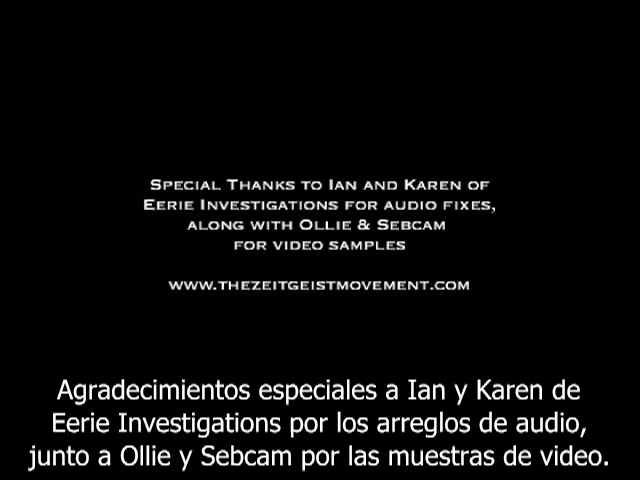 Special Thanks to Ian and Karen of
Eerie Investigations for audio fixes,
along with Ollie & Sebcam
for video samples
www.thezeitgeistmovement.com
Agradecimientos especiales a Ian y Karen de
Eerie Investigations por los arreglos de audio,
junto a Ollie y Sebcam por las muestras de video.